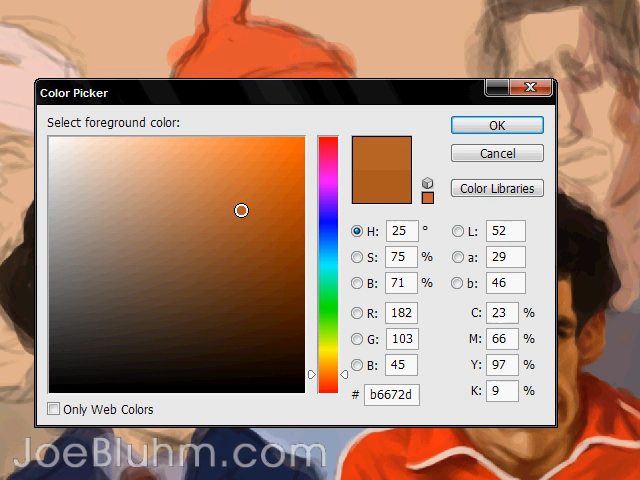 Color Picker
Select foreground color:
OK
Cancel
Color Libraries
H: 25 °
S: 75 %
B: 71 %
R: 182
G: 103
B: 45
# b6672d
L: 52
a: 29
b: 46
C: 23 %
M: 66 %
Y: 97 %
K: 9 %
Only Web Colors
JoeBluhm.com